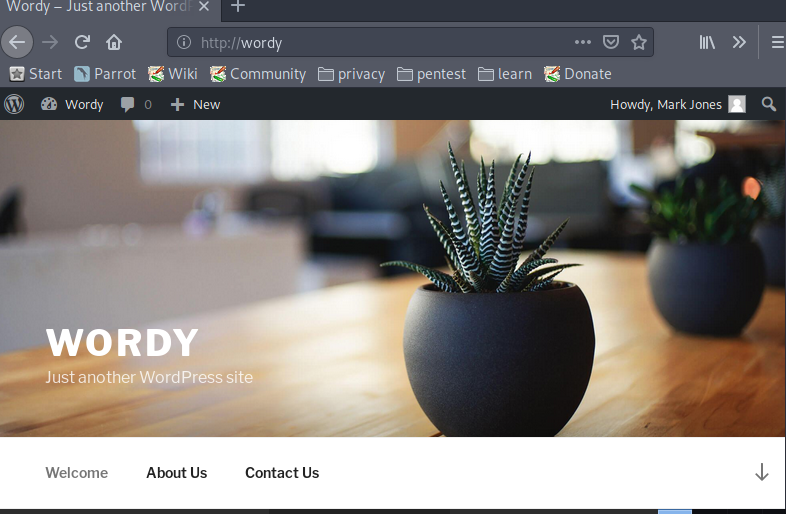 Wordy – Just another WordP
http://wordy
Start Parrot Wiki Community privacy pentest learn Donate
Wordy 0 New Howdy, Mark Jones
WORDY
Just another WordPress site
Welcome About Us Contact Us